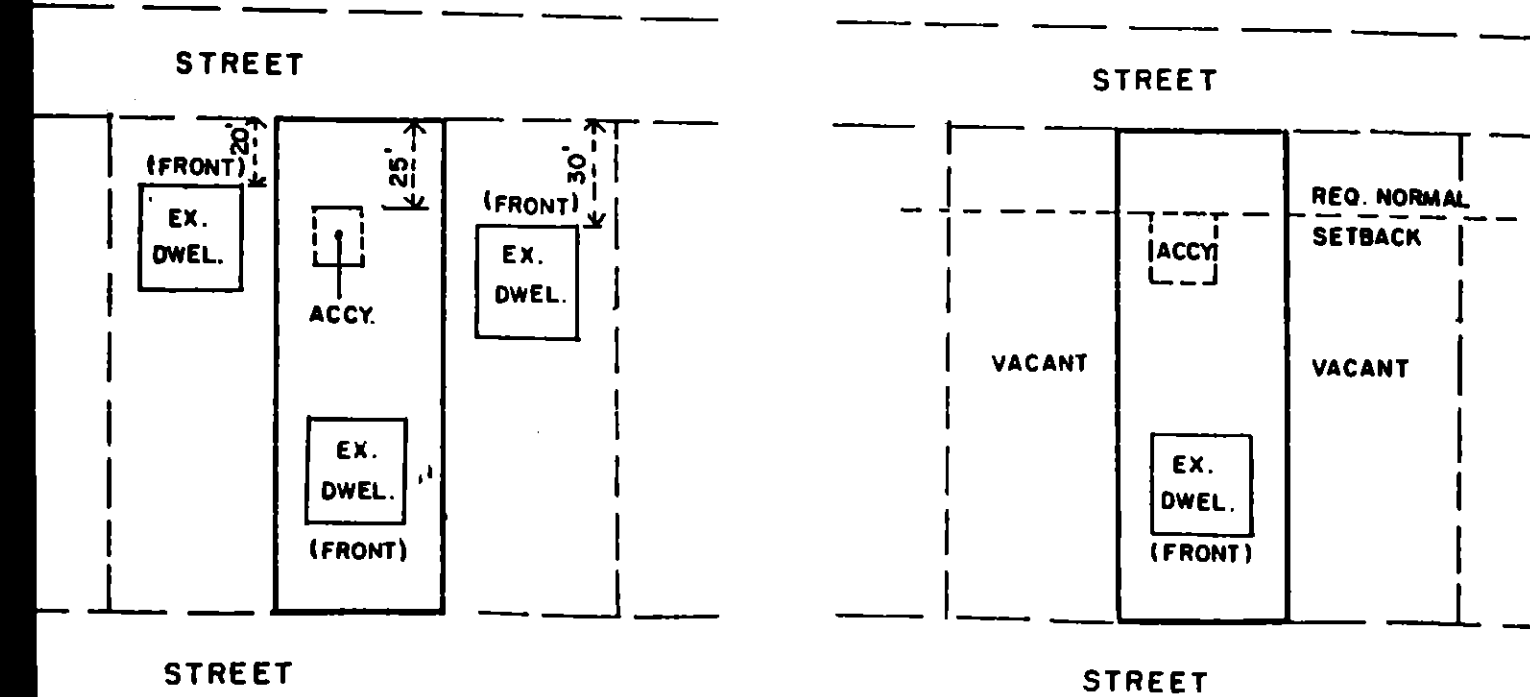 STREET
20'
(FRONT)
EX.
DWEL.
25'
ACCY.
30'
(FRONT)
EX.
DWEL.
EX.
DWEL.
(FRONT)
STREET
STREET
REQ. NORMAL
SETBACK
ACCY
VACANT
VACANT
EX.
DWEL.
(FRONT)
STREET